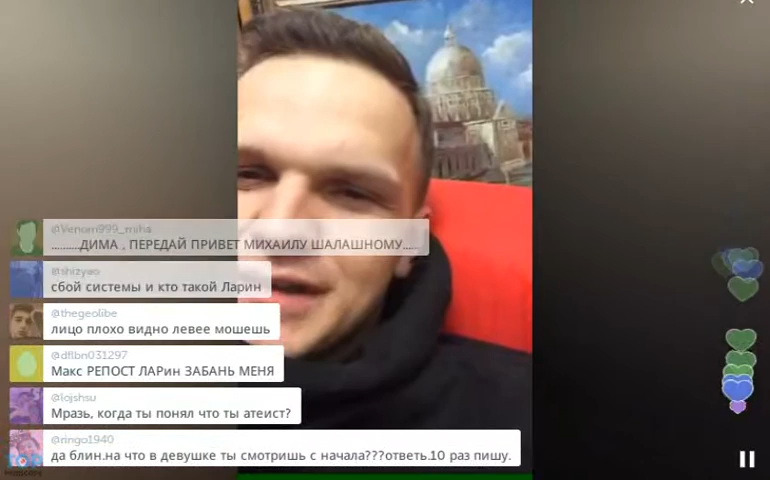 @Venom999_miha
..........ДИМА , ПЕРЕДАЙ ПРИВЕТ МИХАИЛУ ШАЛАШНОМУ.....
@shizyao
сбой системы и кто такой Ларин
@thegeolibe
лицо плохо видно левее мошешь
@dflbn031297
Макс РЕПОСТ ЛАРин ЗАБАНЬ МЕНЯ
@lojshsu
Мразь, когда ты понял что ты атеист?
@ringo1940
да блин.на что в девушке ты смотришь с начала???ответь.10 раз пишу.